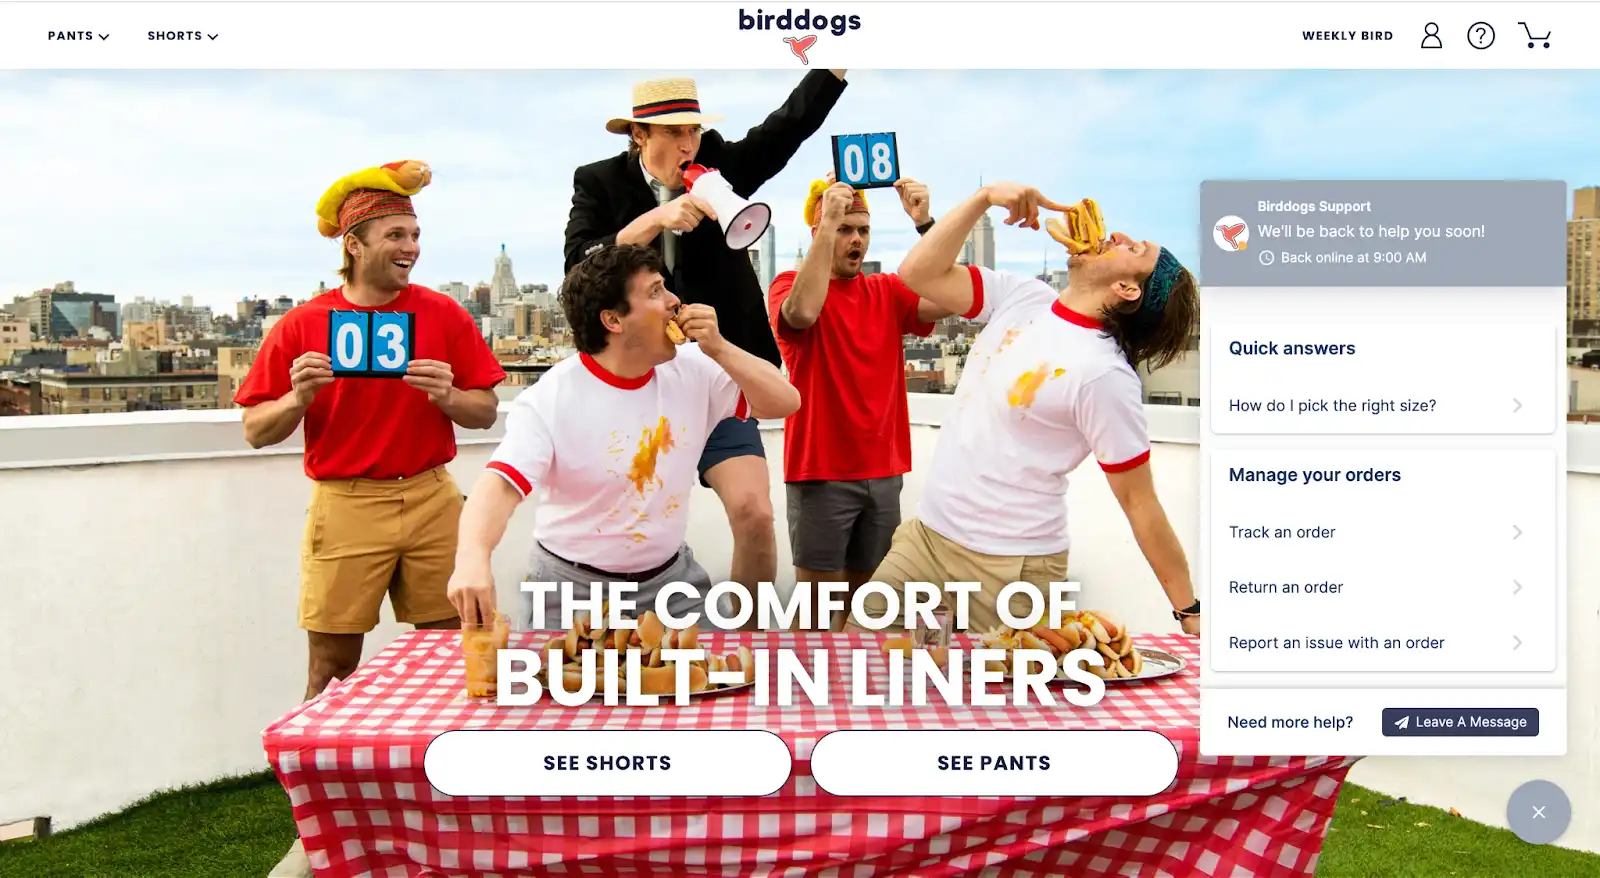 PANTS
SHORTS
birddogs
WEEKLY BIRD
?
08
03
Birddogs Support
We'll be back to help you soon!
Back online at 9:00 AM
Quick answers
How do I pick the right size?
Manage your orders
Track an order
Return an order
Report an issue with an order
Need more help?
Leave A Message
THE COMFORT OF
BUILT-IN LINERS
SEE SHORTS
SEE PANTS